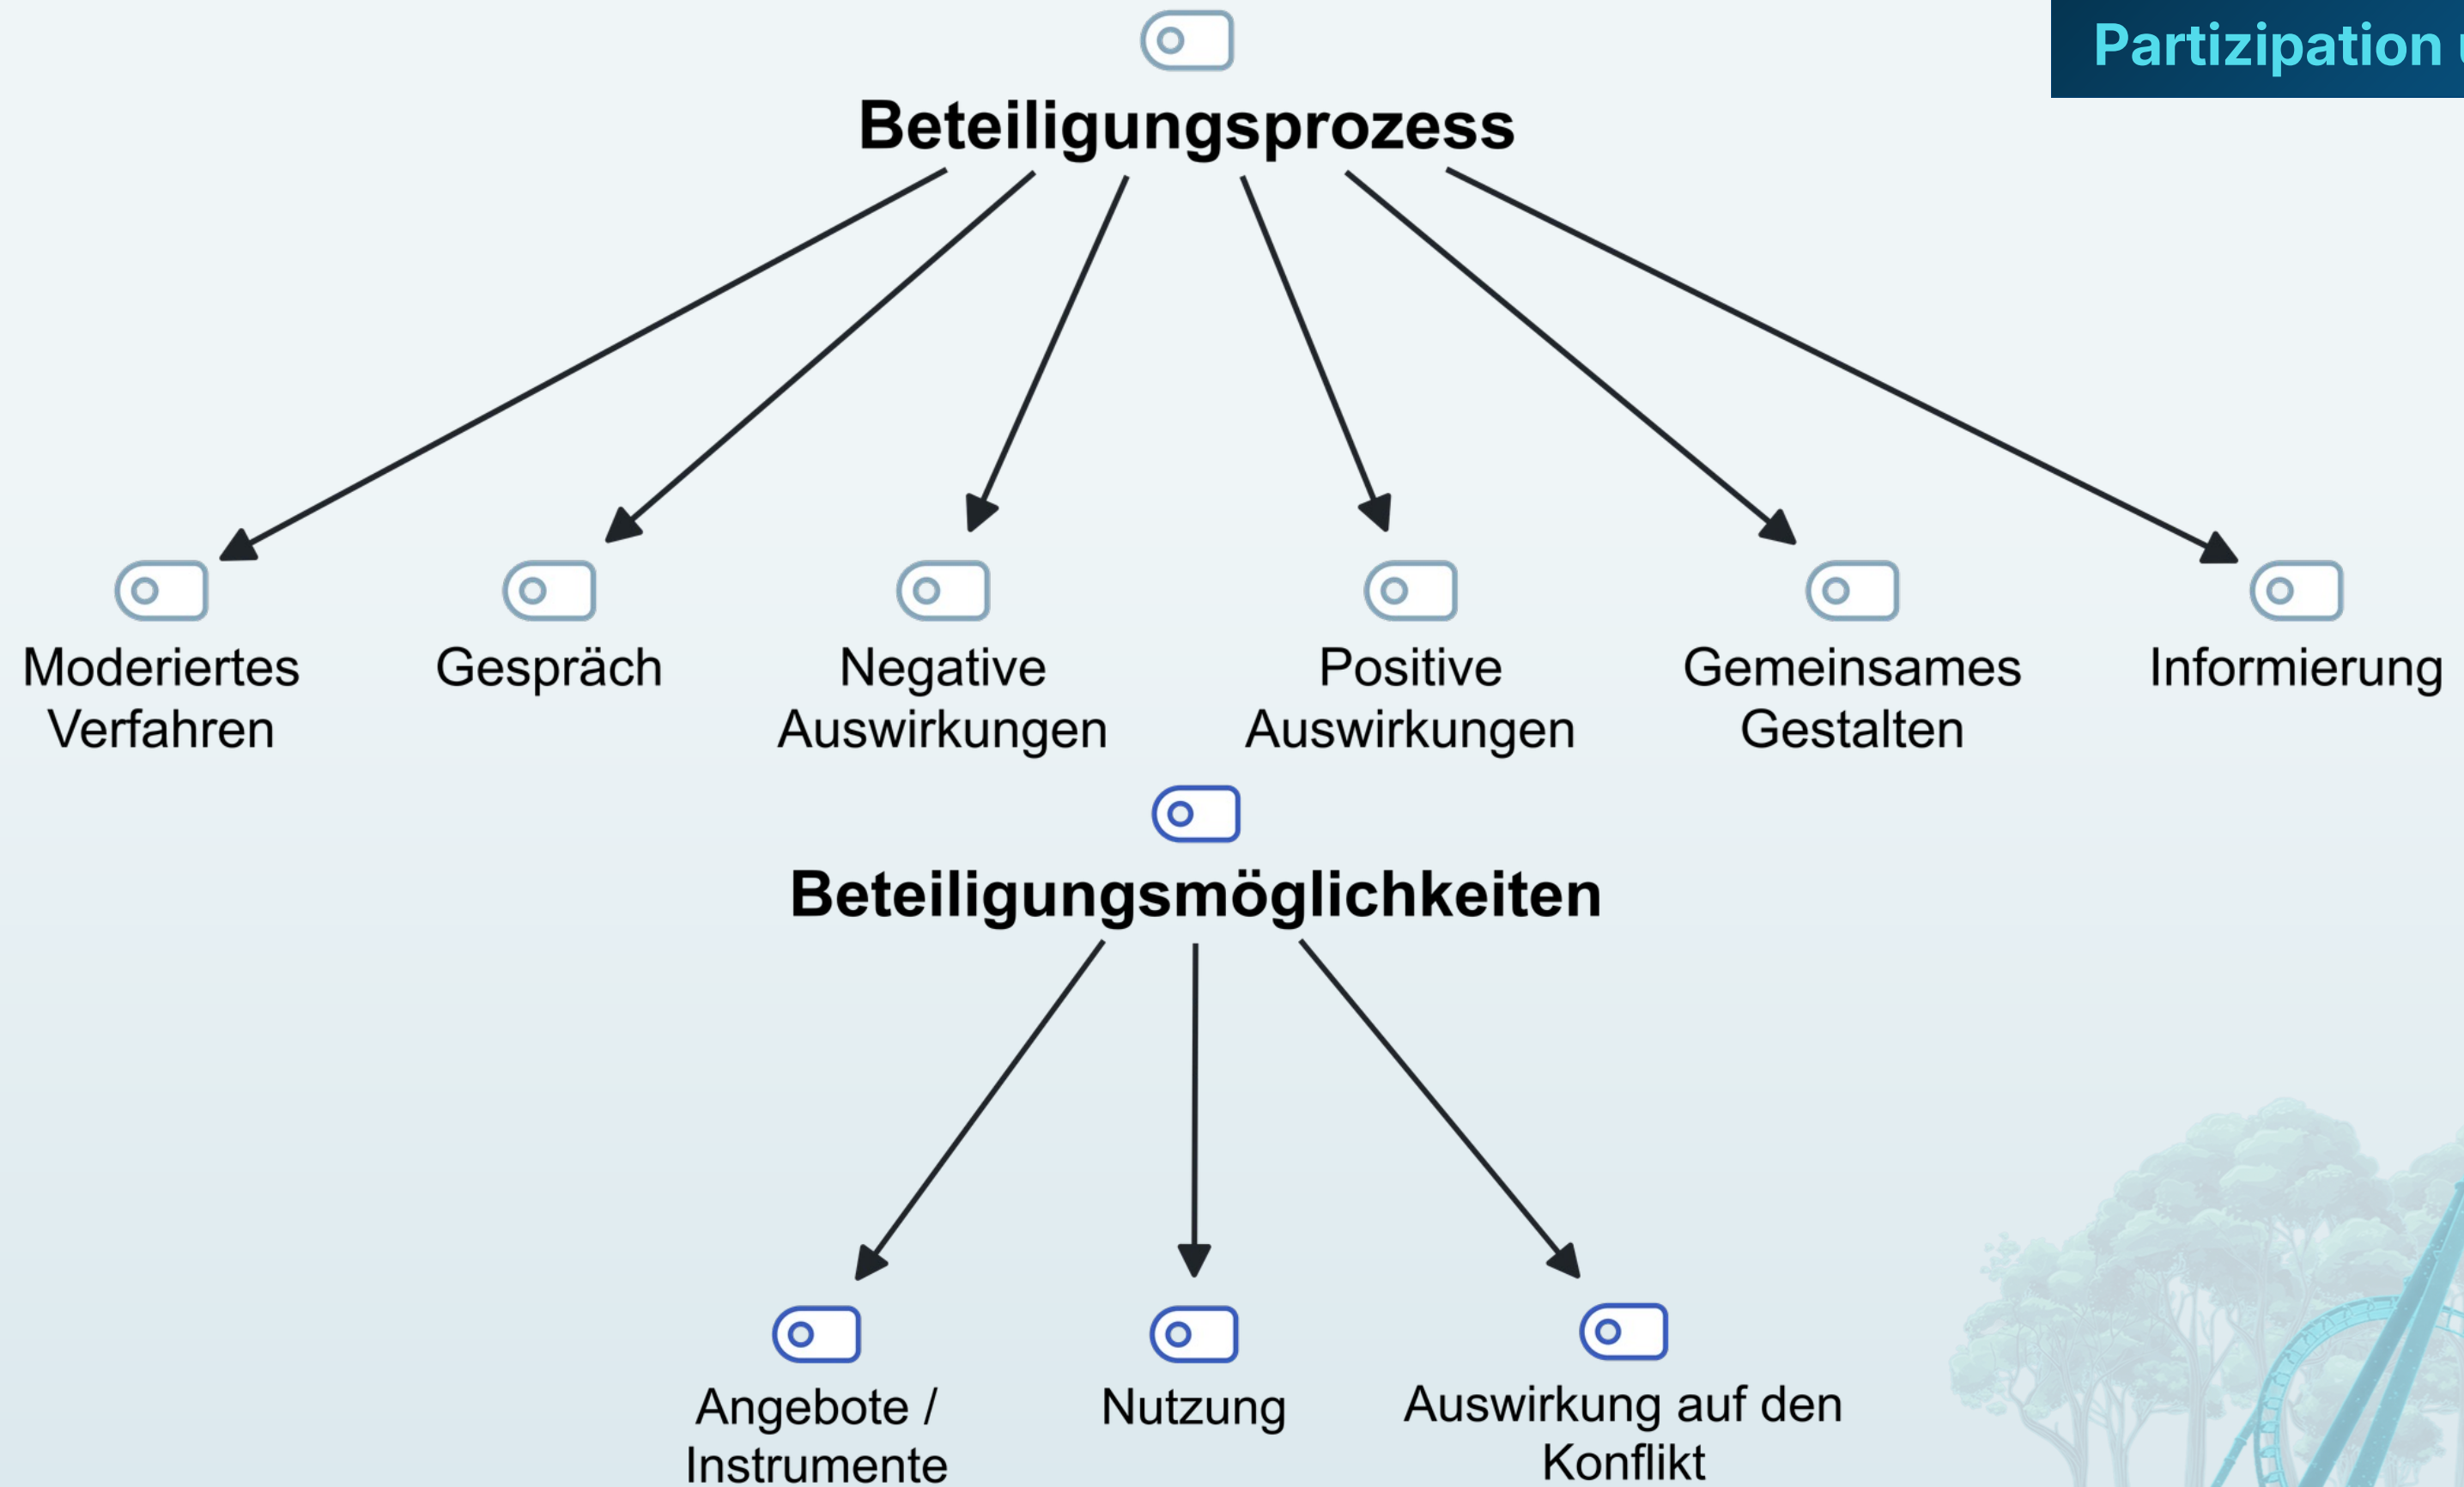 Partizipation
Beteiligungsprozess
Moderiertes
Verfahren
Gespräch
Negative
Auswirkungen
Positive
Auswirkungen
Gemeinsames
Gestalten
Informierung
Beteiligungsmöglichkeiten
Angebote /
Instrumente
Nutzung
Auswirkung auf den
Konflikt